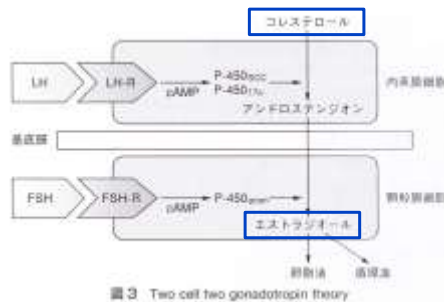 コレステロール
LH
LH-R
cAMP
P-450scc
P-45017α
アンドロステンジオン
内莢膜細胞
基底膜
FSH
FSH-R
cAMP
P-450arom
顆粒膜細胞
エストラジオール
卵胞液
循環血
図3 Two cell two gonadotropin theory